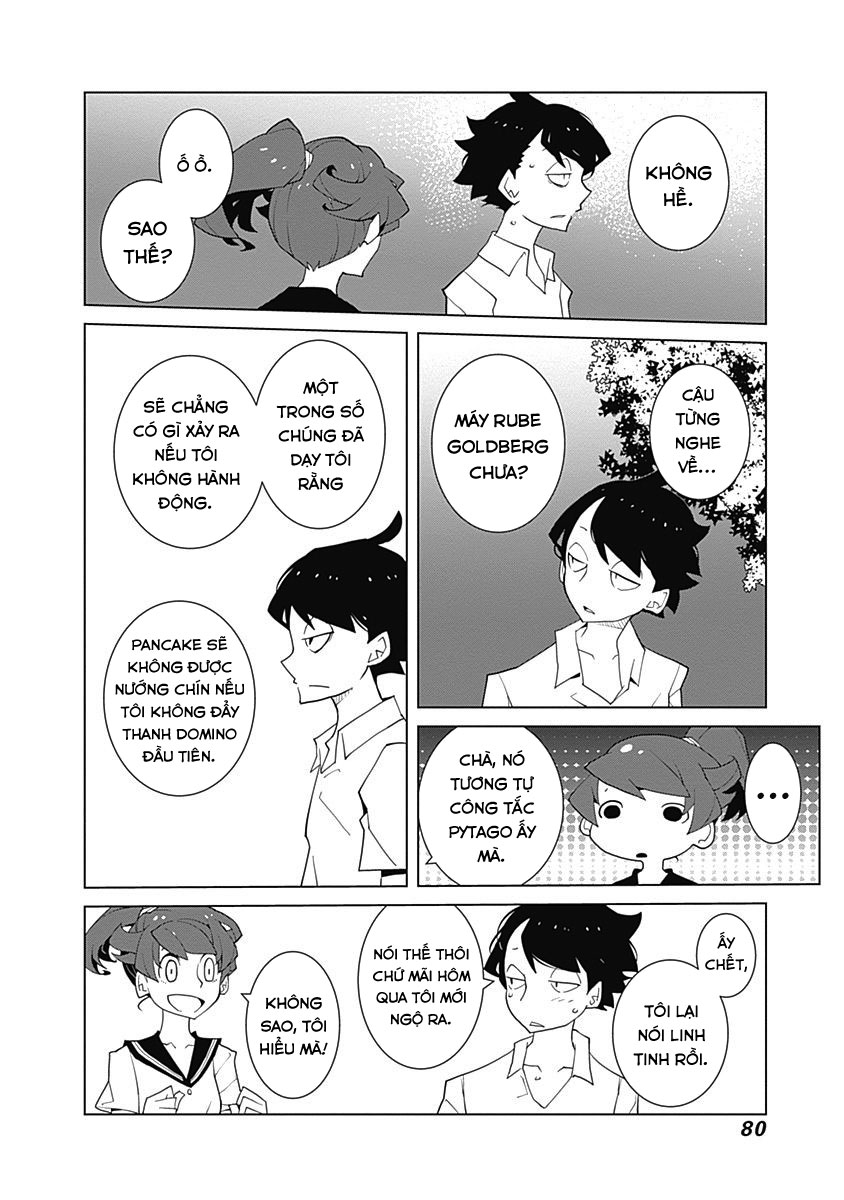 KHÔNG
HỀ.
Ố Ồ.
SAO
THẾ?
CẬU
TỪNG
NGHE
VỀ...
MÁY RUBE
GOLDBERG
CHƯA?
...
CHÀ, NÓ
TƯƠNG TỰ
CÔNG TẮC
PYTAGO ẤY
MÀ.
MỘT
TRONG SỐ
CHÚNG ĐÃ
DẠY TÔI
RẰNG
SẼ CHẲNG
CÓ GÌ XẢY RA
NẾU TÔI
KHÔNG HÀNH
ĐỘNG.
PANCAKE SẼ
KHÔNG ĐƯỢC
NƯỚNG CHÍN NẾU
TÔI KHÔNG ĐẨY
THANH DOMINO
ĐẦU TIÊN.
ẤY
CHẾT,
TÔI LẠI
NÓI LINH
TINH RỒI.
NÓI THẾ THÔI
CHỨ MÃI HÔM
QUA TÔI MỚI
NGỘ RA.
KHÔNG
SAO, TÔI
HIỂU MÀ!
80